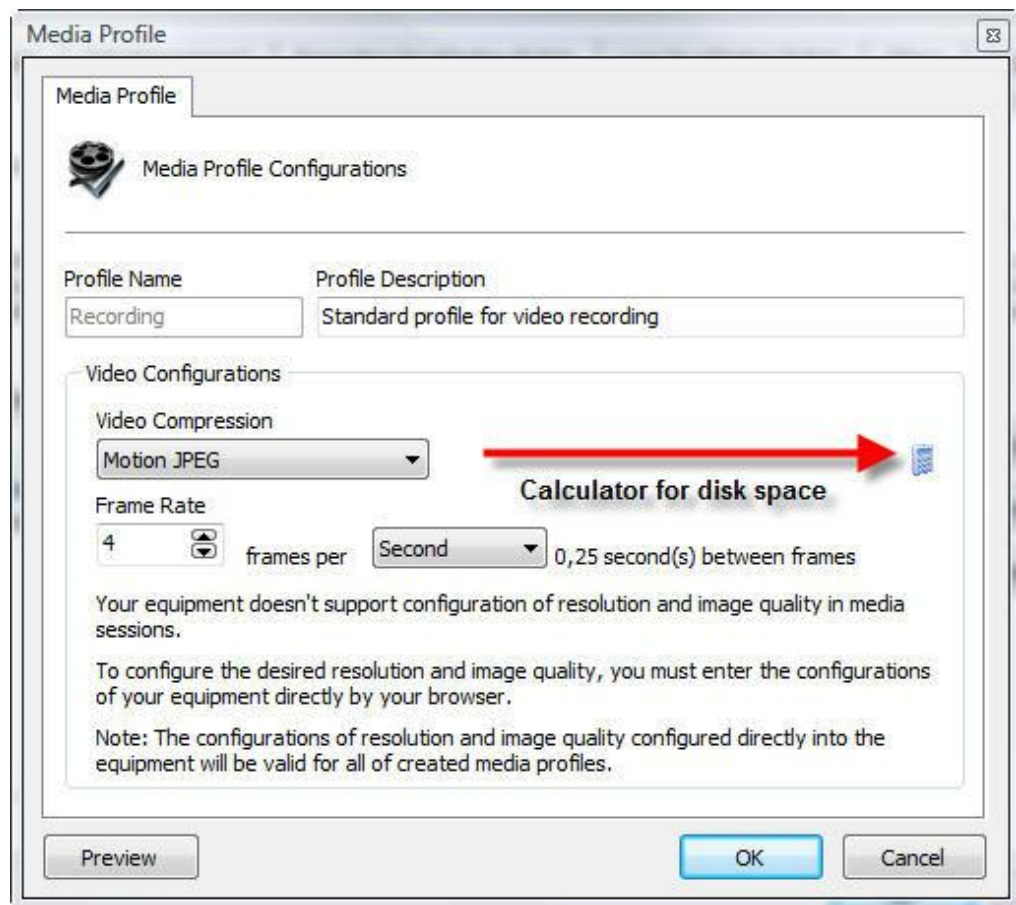 Media Profile
Media Profile
Media Profile Configurations
Profile Name Profile Description
Recording Standard profile for video recording
Video Configurations
Video Compression
Motion JPEG
Calculator for disk space
Frame Rate
4 frames per Second 0,25 second(s) between frames
Your equipment doesn't support configuration of resolution and image quality in media
sessions.
To configure the desired resolution and image quality, you must enter the configurations
of your equipment directly by your browser.
Note: The configurations of resolution and image quality configured directly into the
equipment will be valid for all of created media profiles.
Preview OK Cancel